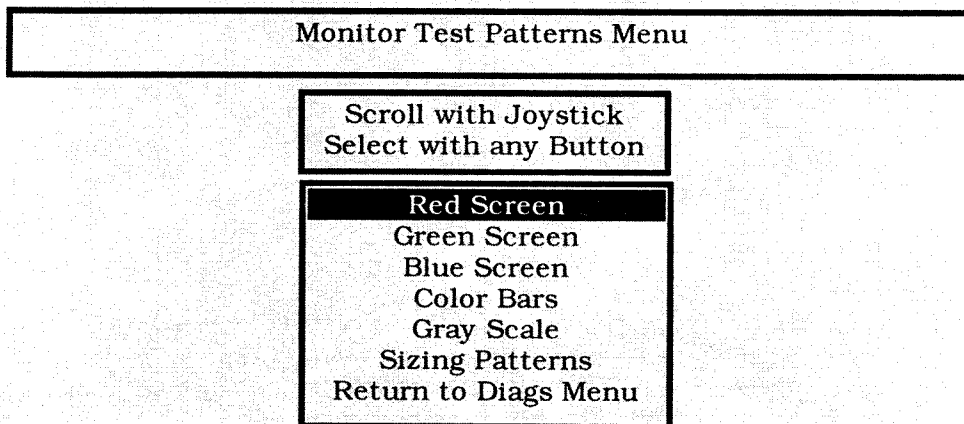 Monitor Test Patterns Menu
Scroll with Joystick
Select with any Button
Red Screen
Green Screen
Blue Screen
Color Bars
Gray Scale
Sizing Patterns
Return to Diags Menu